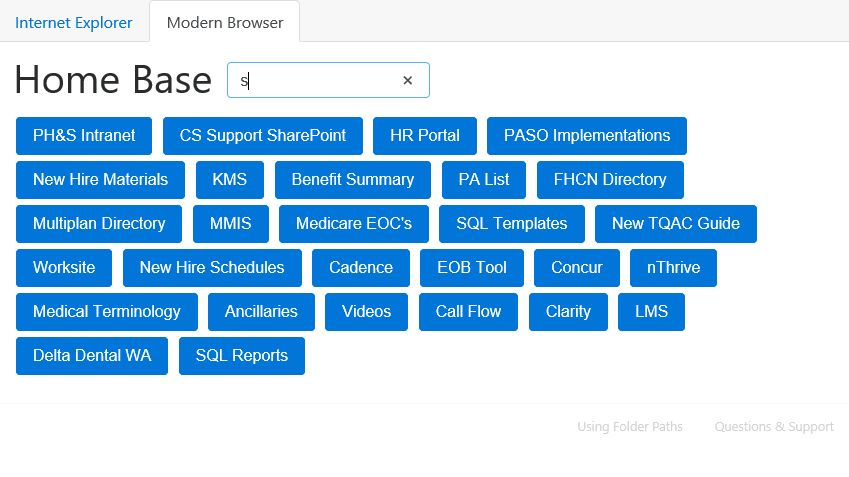 Internet Explorer Modern Browser
Home Base s ×
PH&S Intranet CS Support SharePoint HR Portal PASO Implementations
New Hire Materials KMS Benefit Summary PA List FHCN Directory
Multiplan Directory MMIS Medicare EOC's SQL Templates New TQAC Guide
Worksite New Hire Schedules Cadence EOB Tool Concur nThrive
Medical Terminology Ancillaries Videos Call Flow Clarity LMS
Delta Dental WA SQL Reports
Using Folder Paths Questions & Support